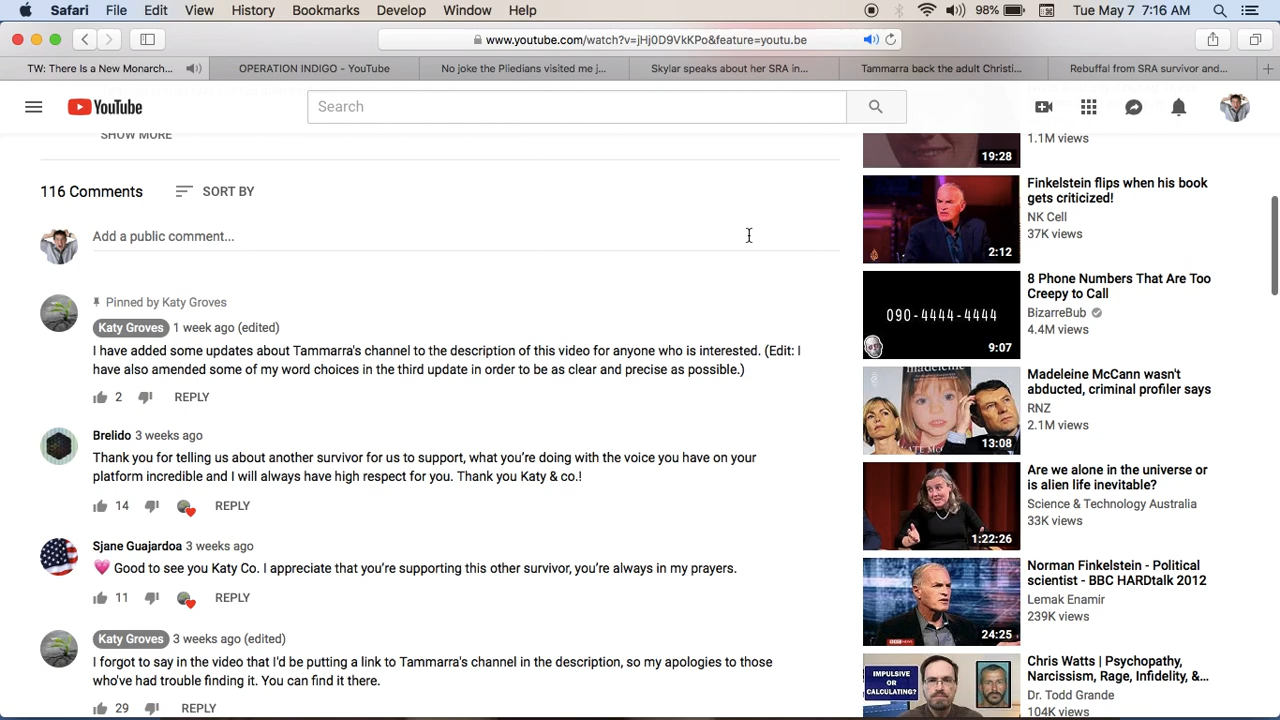 Safari File Edit View History Bookmarks Develop Window Help 98% Tue May 7 7:16 AM
www.youtube.com/watch?v=jHj0D9VkKPo&feature=youtu.be
TW: There Is a New Monarch... OPERATION INDIGO - YouTube No joke the Pliedians visited me j... Skylar speaks about her SRA in... Tammarra back the adult Christi... Rebuffal from SRA survivor and...
YouTube
Search
SHOW MORE
116 Comments
SORT BY
Add a public comment...
Pinned by Katy Groves
Katy Groves 1 week ago (edited)
I have added some updates about Tammarra's channel to the description of this video for anyone who is interested. (Edit: I
have also amended some of my word choices in the third update in order to be as clear and precise as possible.)
2 REPLY
Brelido 3 weeks ago
Thank you for telling us about another survivor for us to support, what you're doing with the voice you have on your
platform incredible and I will always have high respect for you. Thank you Katy & co.!
14 REPLY
Sjane Guajardoa 3 weeks ago
Good to see you Katy Co. I appreciate that you're supporting this other survivor, you're always in my prayers.
11 REPLY
Katy Groves 3 weeks ago (edited)
I forgot to say in the video that I'd be putting a link to Tammarra's channel in the description, so my apologies to those
who've had trouble finding it. You can find it there.
29 REPLY
1.1M views
19:28
Finkelstein flips when his book
gets criticized!
NK Cell
37K views
2:12
8 Phone Numbers That Are Too
Creepy to Call
BizarreBub
4.4M views
090-4444-4444
9:07
Madeleine McCann wasn't
abducted, criminal profiler says
RNZ
2.1M views
madeleine
13:08
Are we alone in the universe or
is alien life inevitable?
Science & Technology Australia
33K views
1:22:26
Norman Finkelstein - Political
scientist - BBC HARDtalk 2012
Lemak Enamir
239K views
24:25
Chris Watts | Psychopathy,
Narcissism, Rage, Infidelity, &...
Dr. Todd Grande
104K views
IMPULSIVE
OR
CALCULATING?